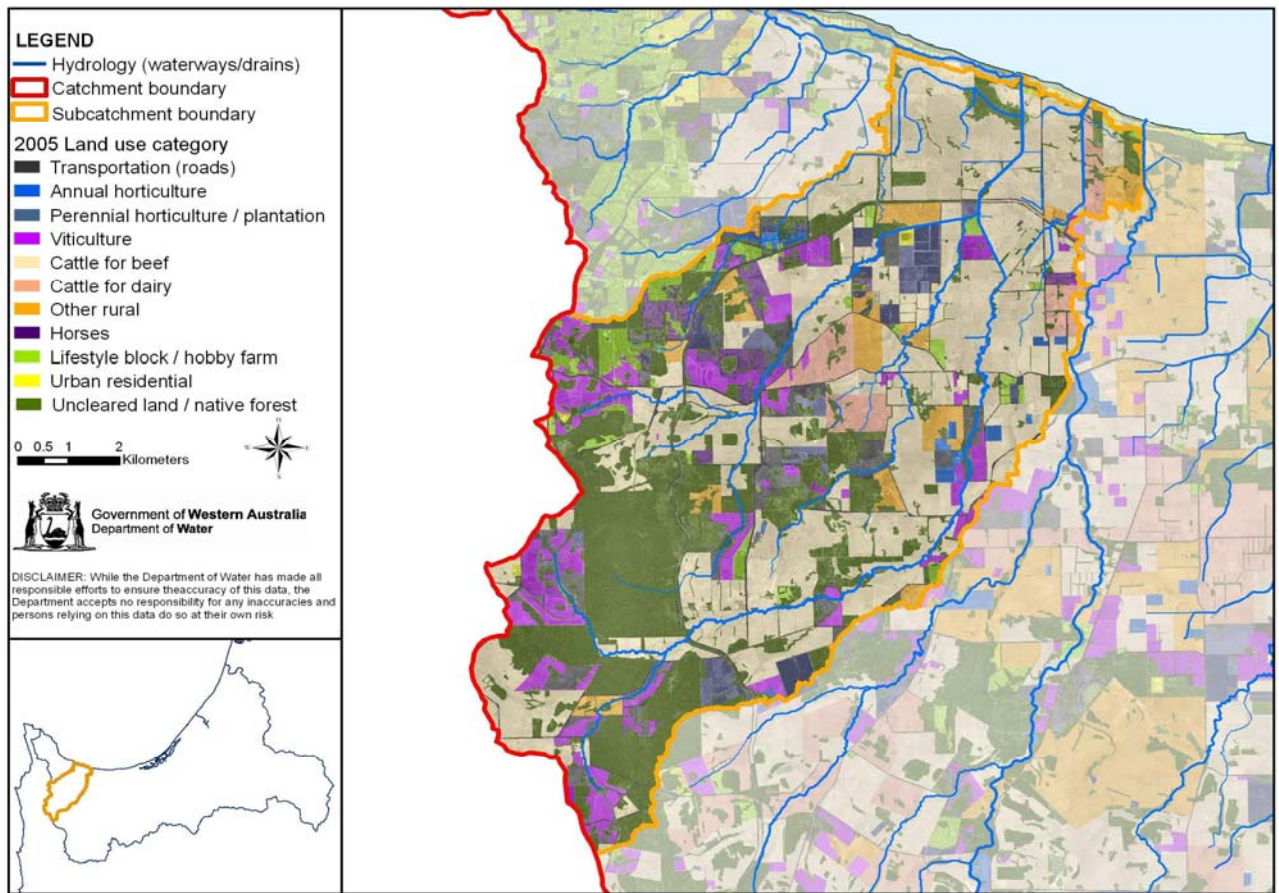 LEGEND
Hydrology (waterways/drains)
Catchment boundary
Subcatchment boundary
2005 Land use category
Transportation (roads)
Annual horticulture
Perennial horticulture / plantation
Viticulture
Cattle for beef
Cattle for dairy
Other rural
Horses
Lifestyle block / hobby farm
Urban residential
Uncleared land / native forest
N
W E
S
0 0.5 1 2
Kilometers
Government of Western Australia
Department of Water
DISCLAIMER: While the Department of Water has made all
responsible efforts to ensure theaccuracy of this data, the
Department accepts no responsibility for any inaccuracies and
persons relying on this data do so at their own risk